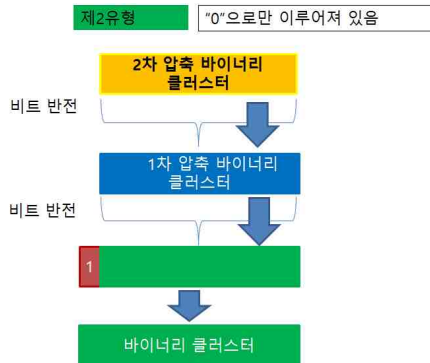 제2유형
"0"으로만 이루어져 있음
2차 압축 바이너리
클러스터
비트 반전
1차 압축 바이너리
클러스터
비트 반전
1
바이너리 클러스터